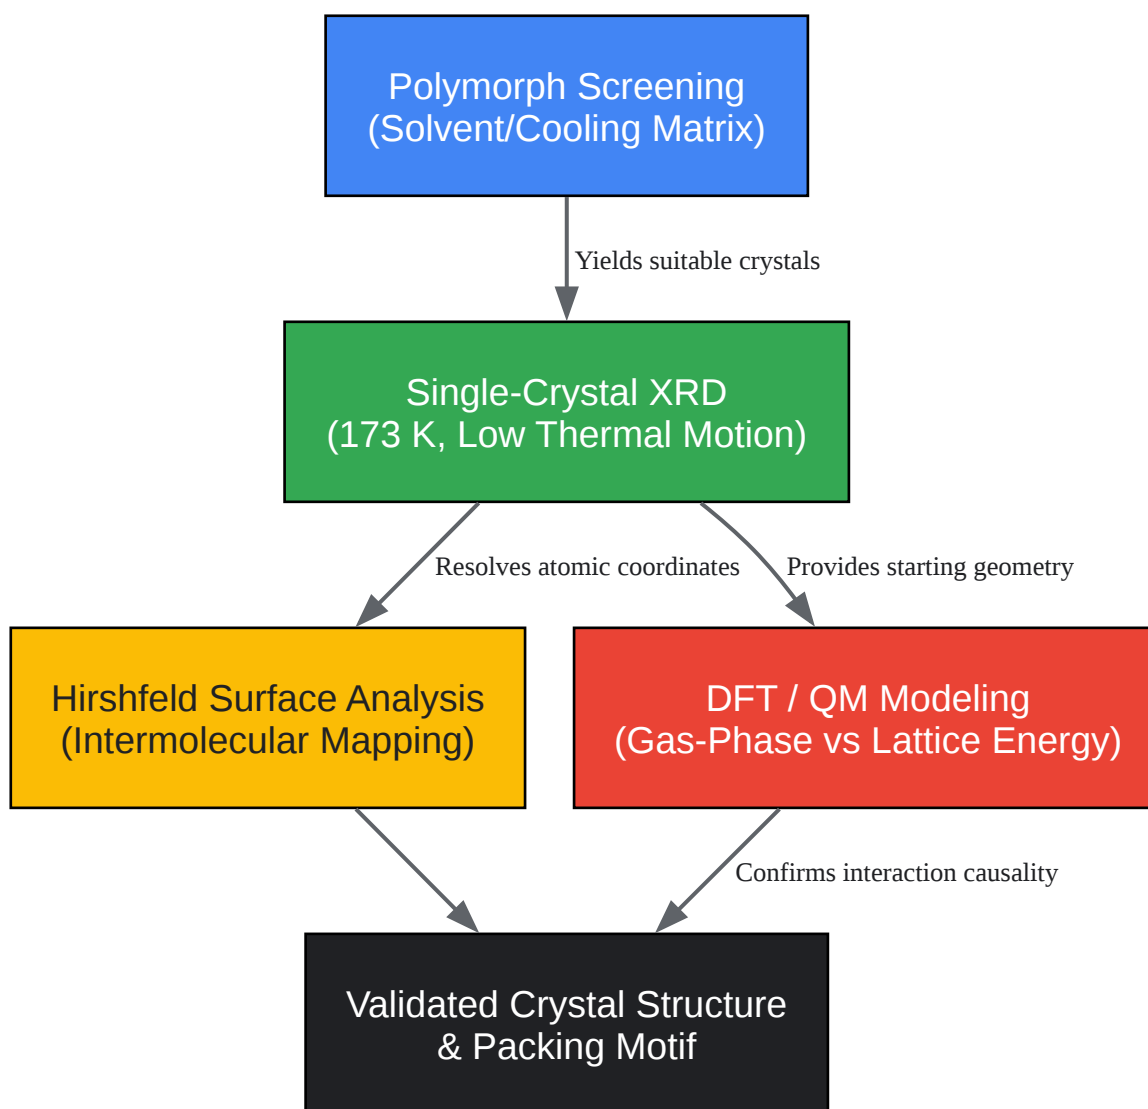 Polymorph Screening
(Solvent/Cooling Matrix)
Yields suitable crystals
Single-Crystal XRD
(173 K, Low Thermal Motion)
Resolves atomic coordinates
Provides starting geometry
Hirshfeld Surface Analysis
(Intermolecular Mapping)
DFT / QM Modeling
(Gas-Phase vs Lattice Energy)
Confirms interaction causality
Validated Crystal Structure
& Packing Motif